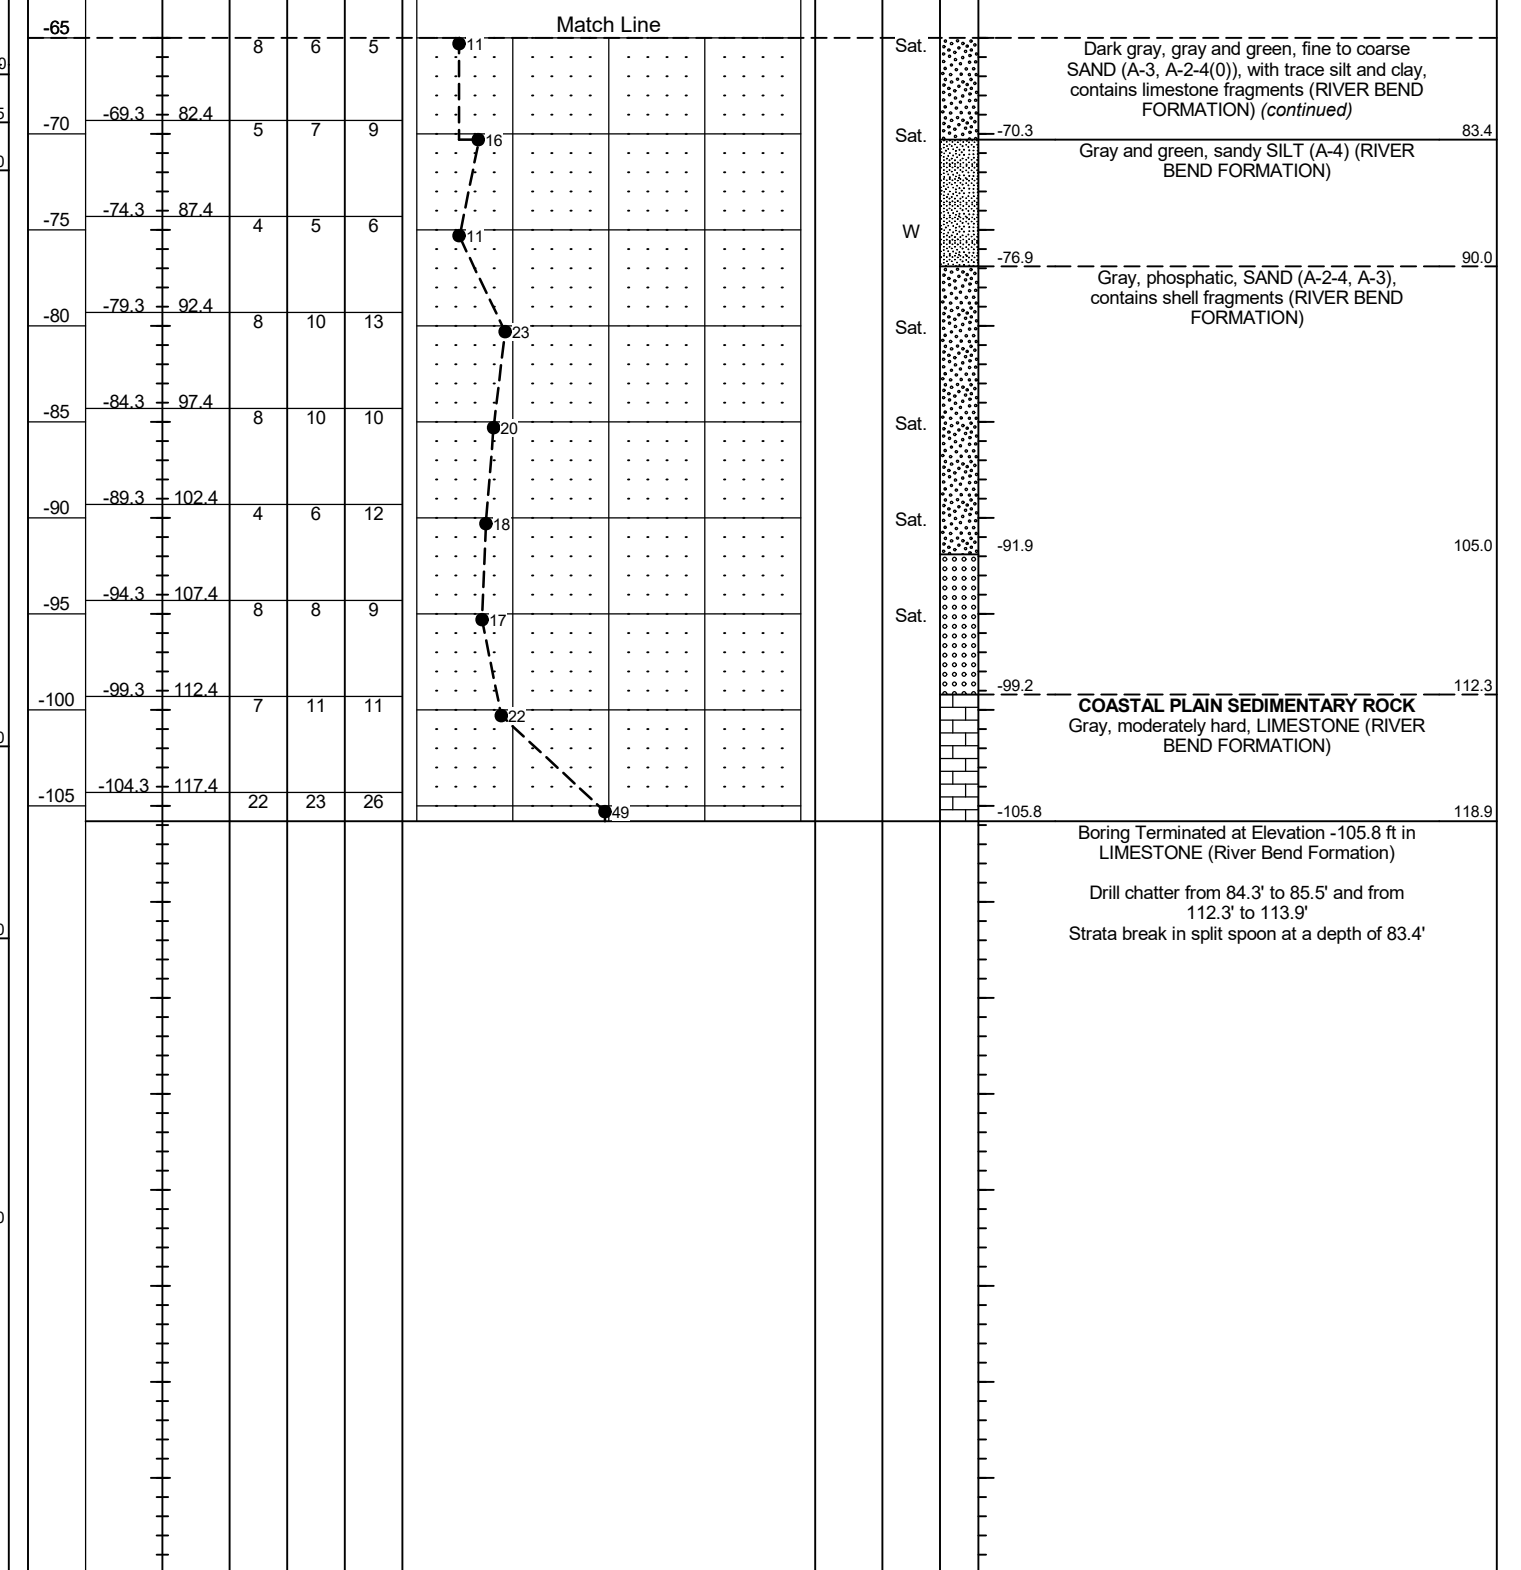 Match Line
-65
8 6 5
11
Sat.
Dark gray, gray and green, fine to coarse
SAND (A-3, A-2-4(0)), with trace silt and clay,
contains limestone fragments (RIVER BEND
FORMATION) (continued)
-69.3 82.4
-70
5 7 9
16
Sat.
-70.3 83.4
Gray and green, sandy SILT (A-4) (RIVER
BEND FORMATION)
-74.3 87.4
-75
4 5 6
11
W
-76.9 90.0
Gray, phosphatic, SAND (A-2-4, A-3),
contains shell fragments (RIVER BEND
FORMATION)
-79.3 92.4
-80
8 10 13
23
Sat.
-84.3 97.4
-85
8 10 10
20
Sat.
-89.3 102.4
-90
4 6 12
18
Sat.
-91.9 105.0
-94.3 107.4
-95
8 8 9
17
Sat.
-99.2 112.3
-99.3 112.4
-100
7 11 11
22
COASTAL PLAIN SEDIMENTARY ROCK
Gray, moderately hard, LIMESTONE (RIVER
BEND FORMATION)
-104.3 117.4
-105
22 23 26
49
-105.8 118.9
Boring Terminated at Elevation -105.8 ft in
LIMESTONE (River Bend Formation)
Drill chatter from 84.3' to 85.5' and from
112.3' to 113.9'
Strata break in split spoon at a depth of 83.4'